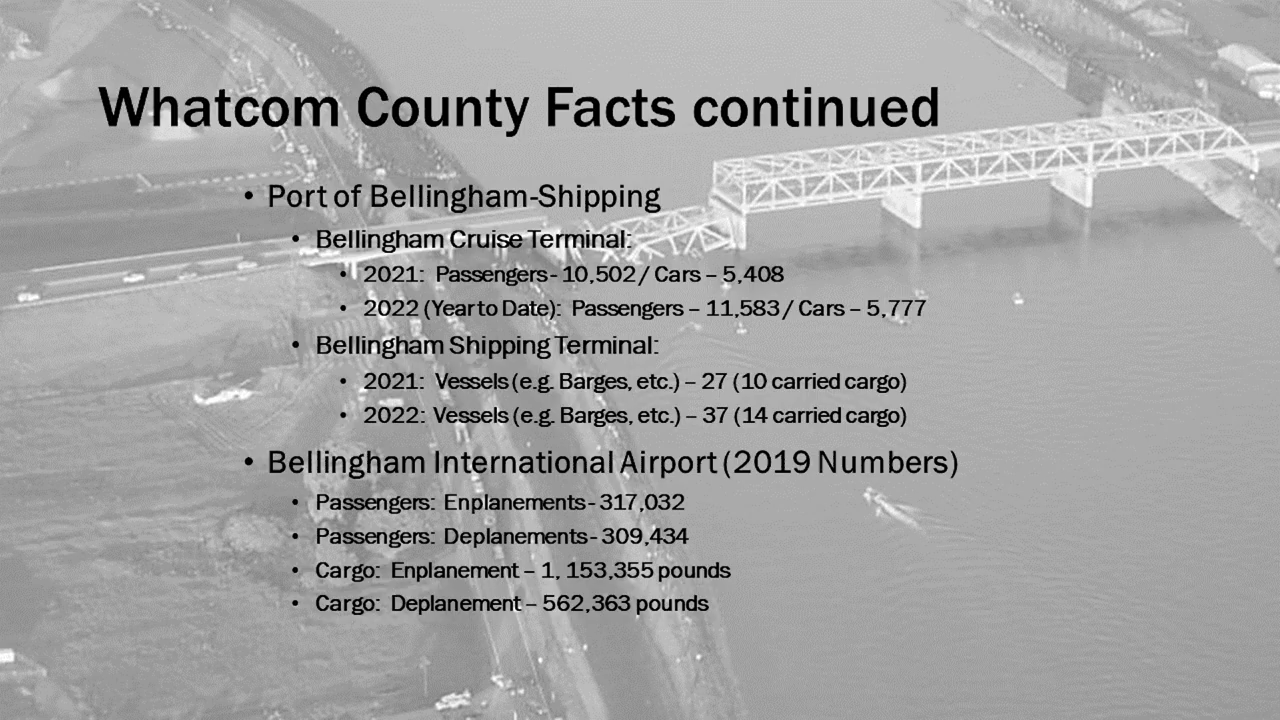 Whatcom County Facts continued
• Port of Bellingham-Shipping
• Bellingham Cruise Terminal:
• 2021: Passengers - 10,502 / Cars – 5,408
• 2022 (Year to Date): Passengers – 11,583 / Cars – 5,777
• Bellingham Shipping Terminal:
• 2021: Vessels (e.g. Barges, etc.) – 27 (10 carried cargo)
• 2022: Vessels (e.g. Barges, etc.) – 37 (14 carried cargo)
• Bellingham International Airport (2019 Numbers)
• Passengers: Enplanements - 317,032
• Passengers: Deplanements - 309,434
• Cargo: Enplanement – 1, 153,355 pounds
• Cargo: Deplanement – 562,363 pounds